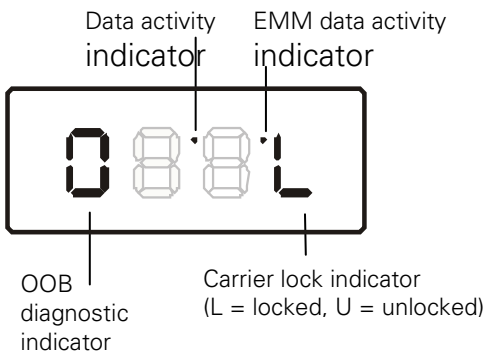 Data activity
indicator
EMM data activity
indicator
0 L
OOB
diagnostic
indicator
Carrier lock indicator
(L = locked, U = unlocked)